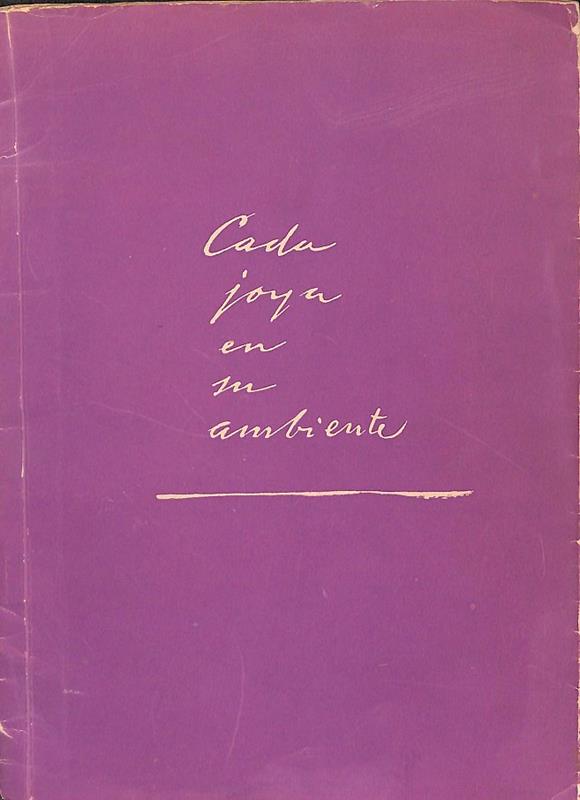 Cada
joya
en
su
ambiente